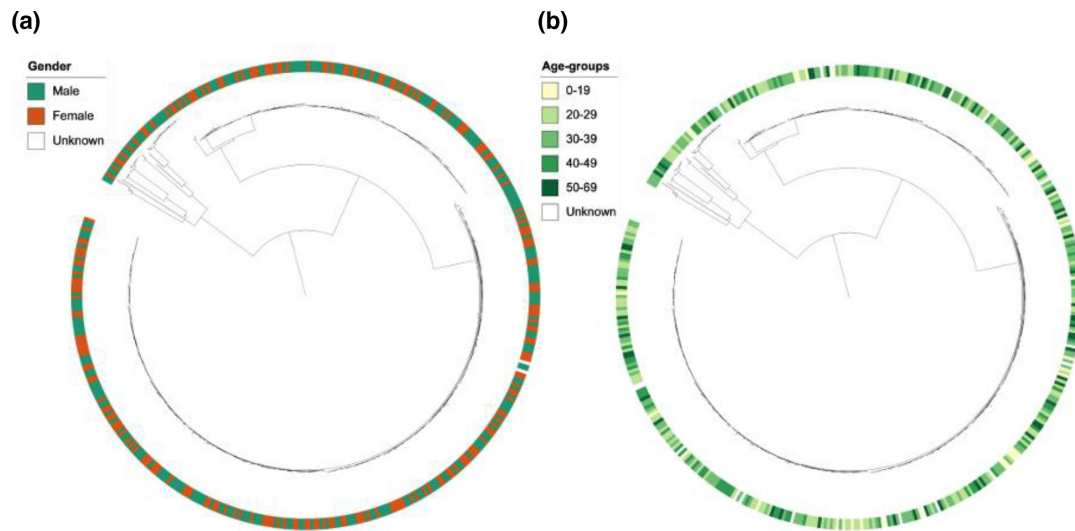 (a)
Gender
Male
Female
Unknown
(b)
Age-groups
0-19
20-29
30-39
40-49
50-69
Unknown